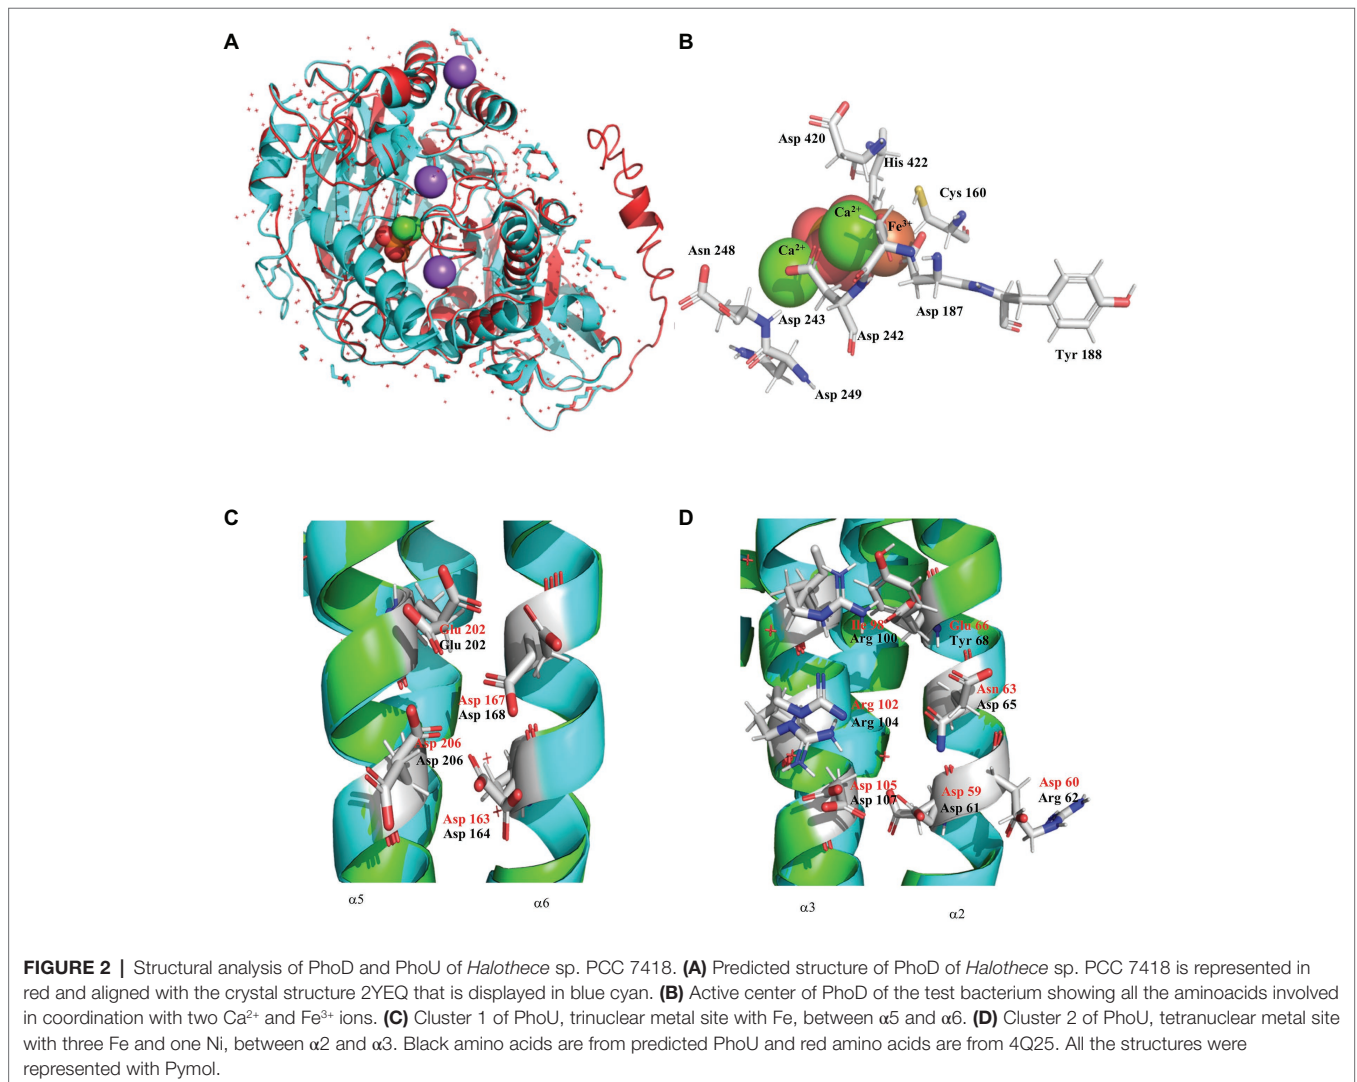 A
B
Asp 420
His 422
Cys 160
Ca²⁺
Fe³⁺
Ca²⁺
Asn 248
Asp 243
Asp 242
Asp 187
Tyr 188
Asp 249
C
D
Glu 202
Glu 202
Asp 167
Asp 168
Asp 206
Asp 206
Asp 163
Asp 164
α5
α6
Ile 98
Arg 100
Gln 66
Tyr 68
Asn 63
Asp 65
Arg 102
Arg 104
Asp 105
Asp 107
Asp 59
Asp 61
Asp 60
Arg 62
α3
α2
FIGURE 2 | Structural analysis of PhoD and PhoU of Halothece sp. PCC 7418. (A) Predicted structure of PhoD of Halothece sp. PCC 7418 is represented in
red and aligned with the crystal structure 2YEQ that is displayed in blue cyan. (B) Active center of PhoD of the test bacterium showing all the aminoacids involved
in coordination with two Ca²⁺ and Fe³⁺ ions. (C) Cluster 1 of PhoU, trinuclear metal site with Fe, between α5 and α6. (D) Cluster 2 of PhoU, tetranuclear metal site
with three Fe and one Ni, between α2 and α3. Black amino acids are from predicted PhoU and red amino acids are from 4Q25. All the structures were
represented with Pymol.